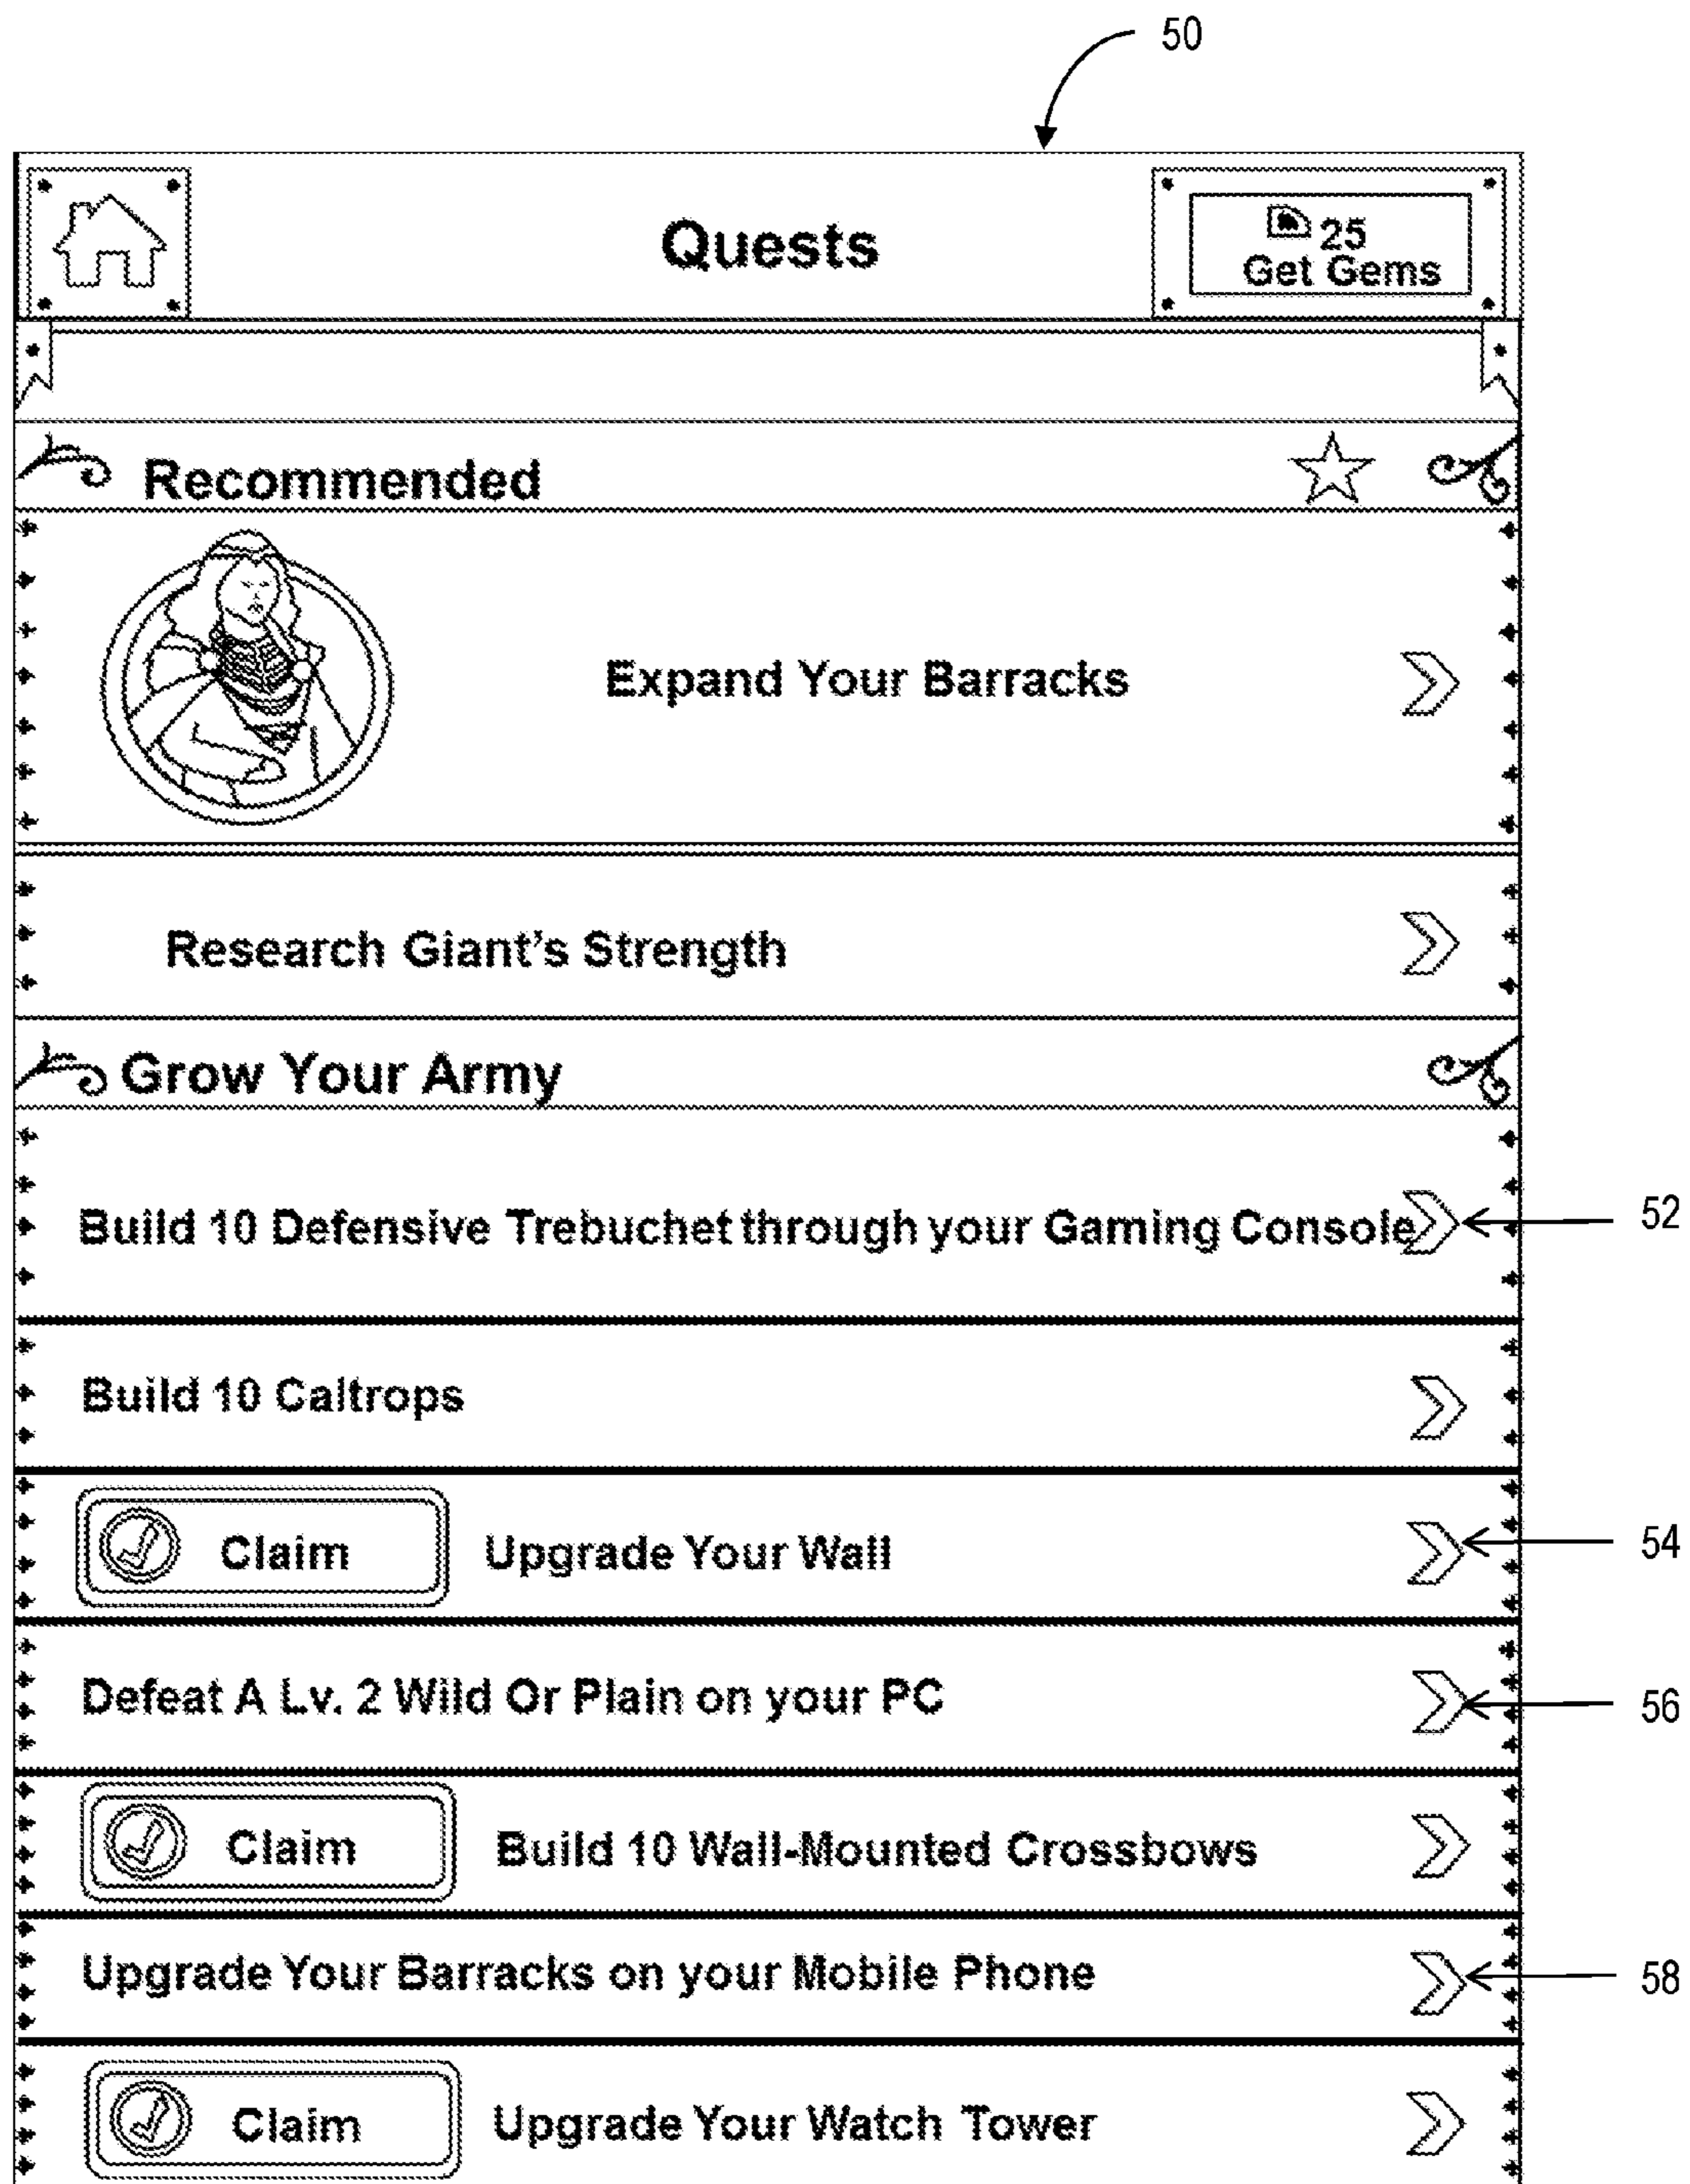 50
Quests
25
Get Gems
Recommended
Expand Your Barracks
Research Giant's Strength
Grow Your Army
Build 10 Defensive Trebuchet through your Gaming Console
52
Build 10 Caltrops
Claim Upgrade Your Wall
54
Defeat A Lv. 2 Wild Or Plain on your PC
56
Claim Build 10 Wall-Mounted Crossbows
Upgrade Your Barracks on your Mobile Phone
58
Claim Upgrade Your Watch Tower